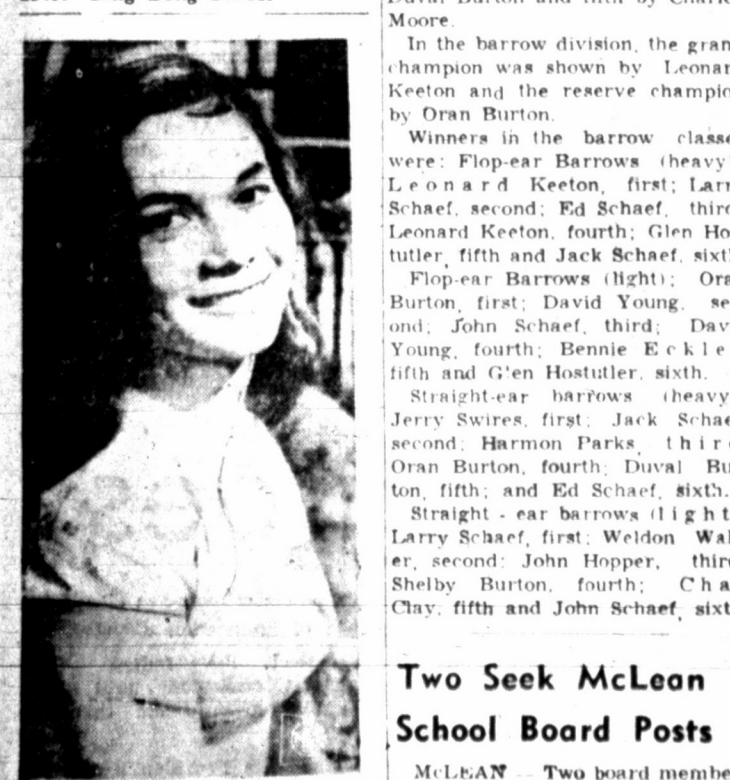 Moore.
In the barrow division, the gran
champion was shown by Leonar
Keeton and the reserve champio
by Oran Burton.
Winners in the barrow classe
were: Flop-ear Barrows (heavy
Leonard Keeton, first; Larr
Schaef, second; Ed Schaef, third
Leonard Keeton, fourth; Glen Ho
tutler, fifth and Jack Schaef, sixt
Flop-ear Barrows (light); Ora
Burton, first; David Young, se
ond; John Schaef, third; Dav
Young, fourth; Bennie Eckle
fifth and G'en Hostutler, sixth.
Straight-ear barrows (heavy
Jerry Swires, first; Jack Schae
second; Harmon Parks, thir
Oran Burton, fourth; Duval Bu
ton, fifth; and Ed Schaef, sixth.
Straight - ear barrows (light
Larry Schaef, first; Weldon Wal
er, second; John Hopper, third
Shelby Burton, fourth; Cha
Clay, fifth and John Schaef, sixt
Two Seek McLean
School Board Posts
McLEAN — Two board membe